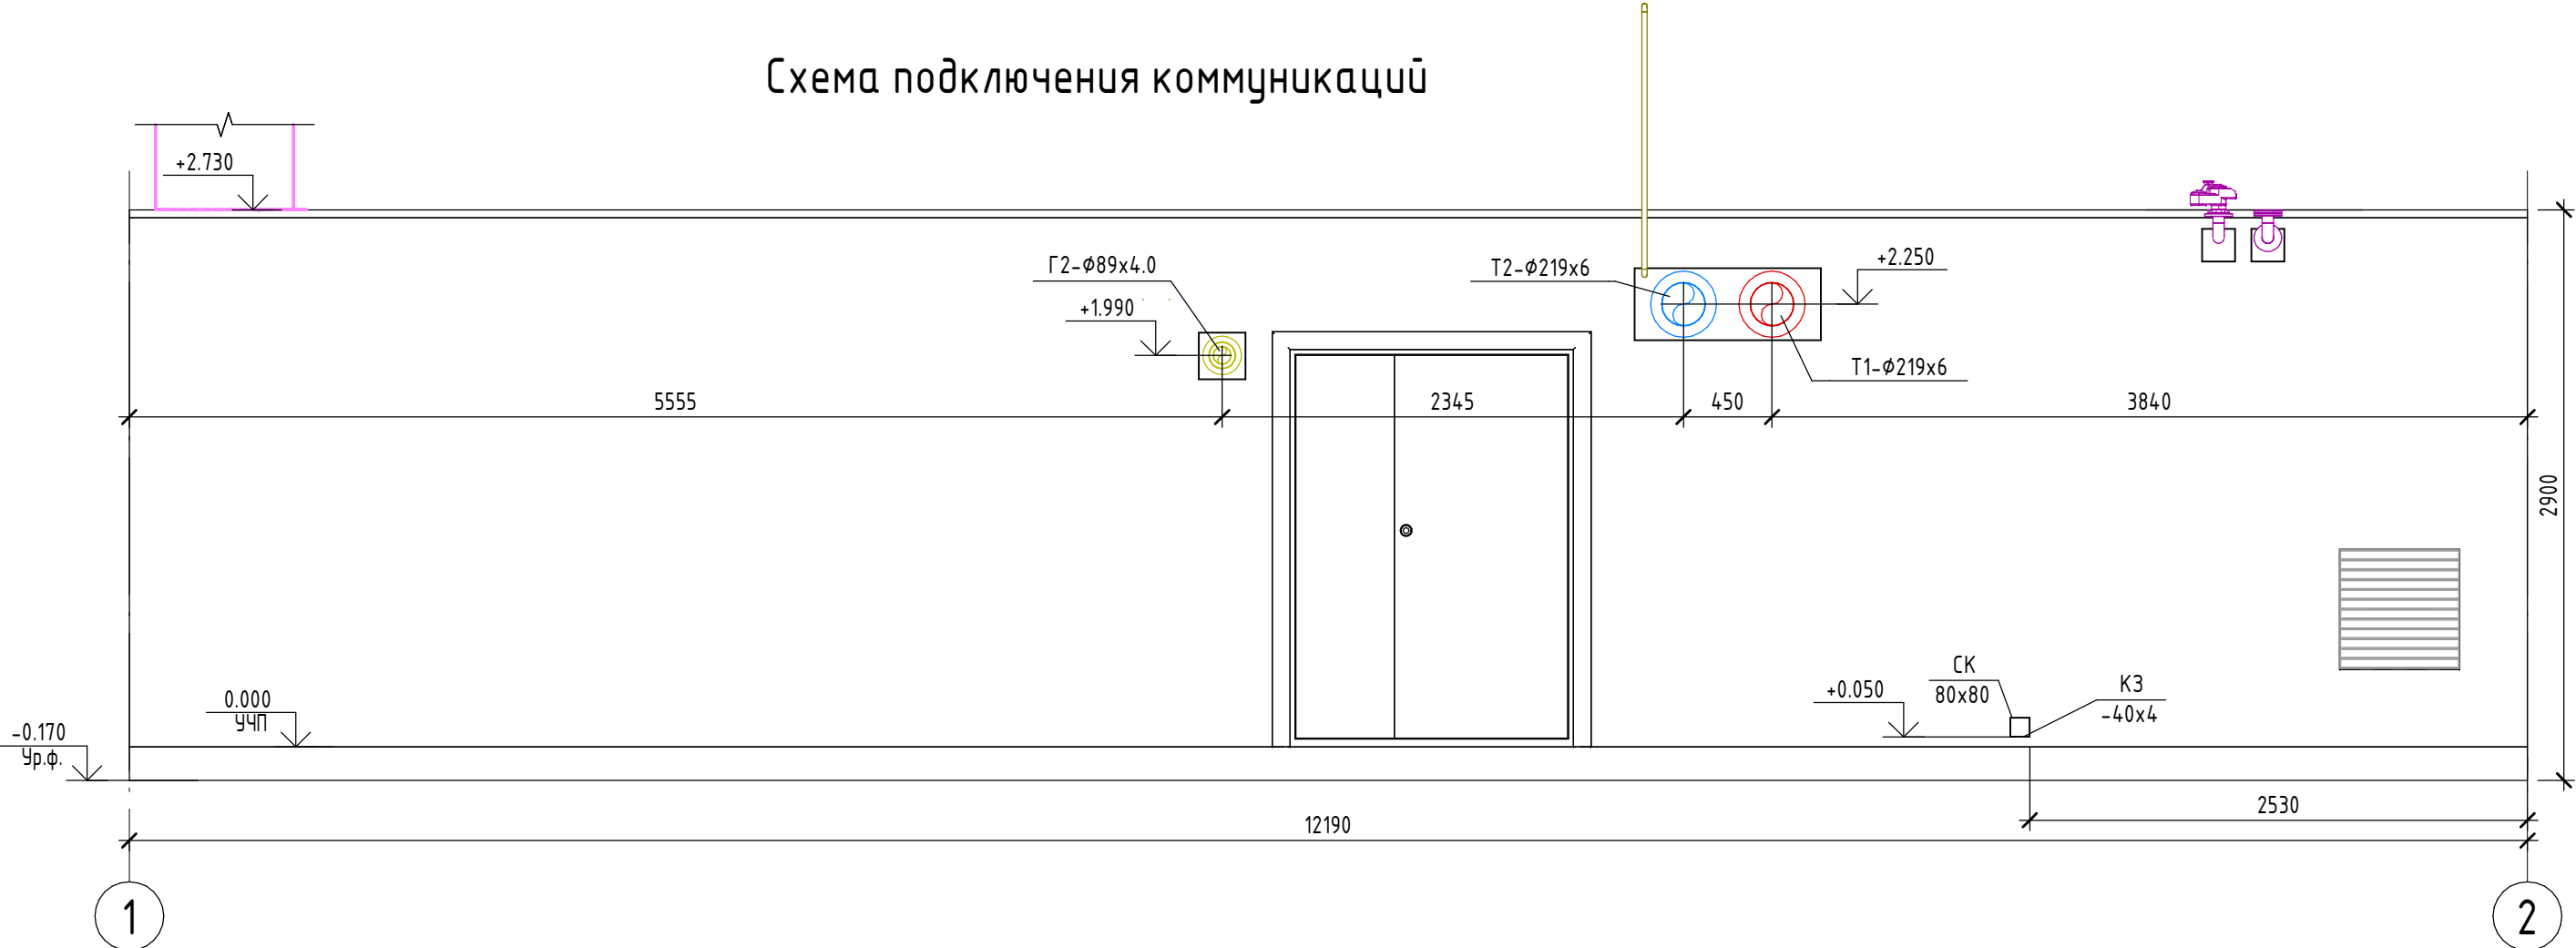 Схема подключения коммуникаций
+2.730
Г2-Ф89х4.0
+1.990
Т2-Ф219х6
+2.250
Т1-Ф219х6
5555
2345
450
3840
2900
СК
80х80
КЗ
-40х4
+0.050
0.000
УЧП
-0.170
Ур.ф.
2530
12190
1
2